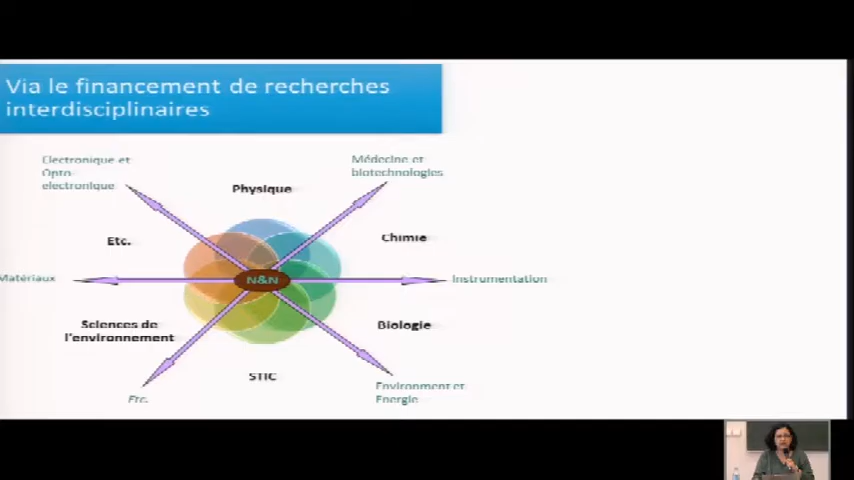 Via le financement de recherches
interdisciplinaires
Electronique et
Opto-
electronique
Médecine et
biotechnologies
Physique
Etc.
Chimie
Matériaux
N&N
Instrumentation
Sciences de
l'environnement
Biologie
STIC
Etc.
Environment et
Energie